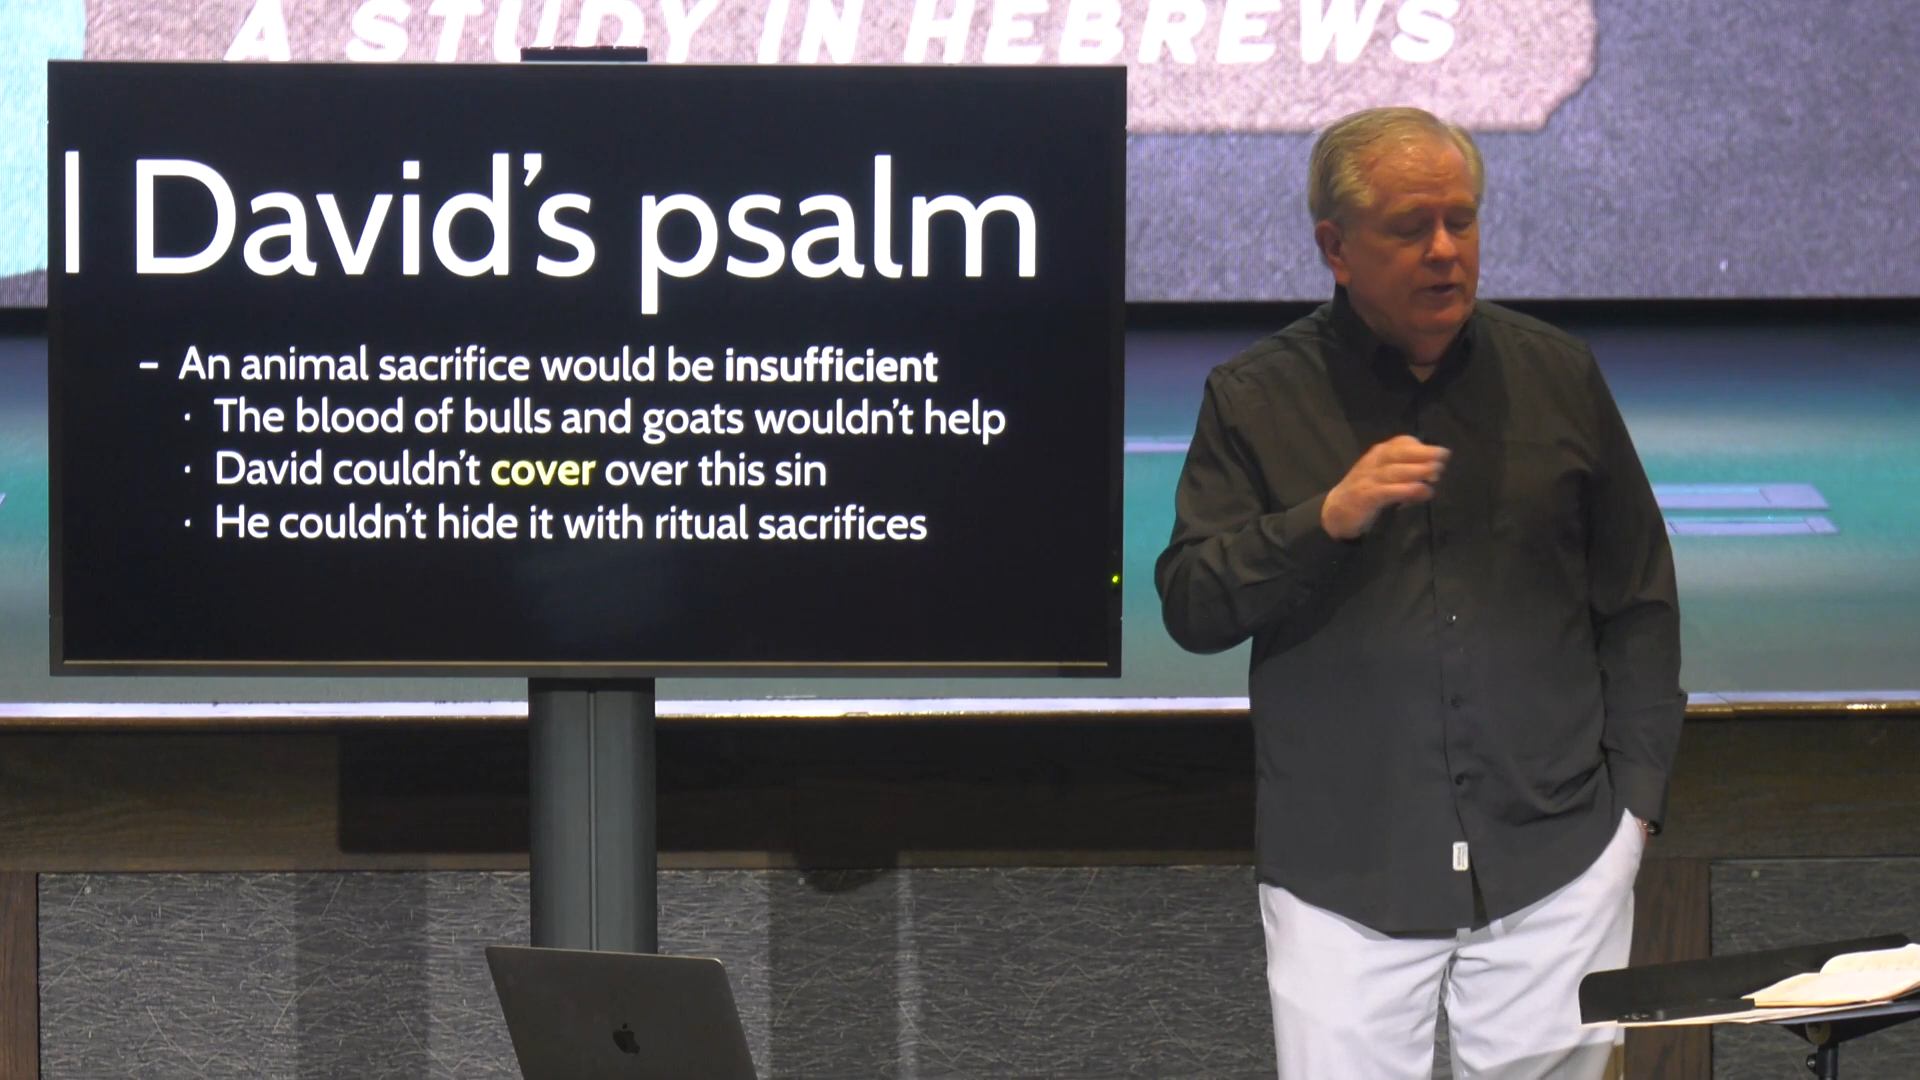 A STUDY IN HEBREWS
| David's psalm
– An animal sacrifice would be insufficient
· The blood of bulls and goats wouldn't help
· David couldn't cover over this sin
· He couldn't hide it with ritual sacrifices